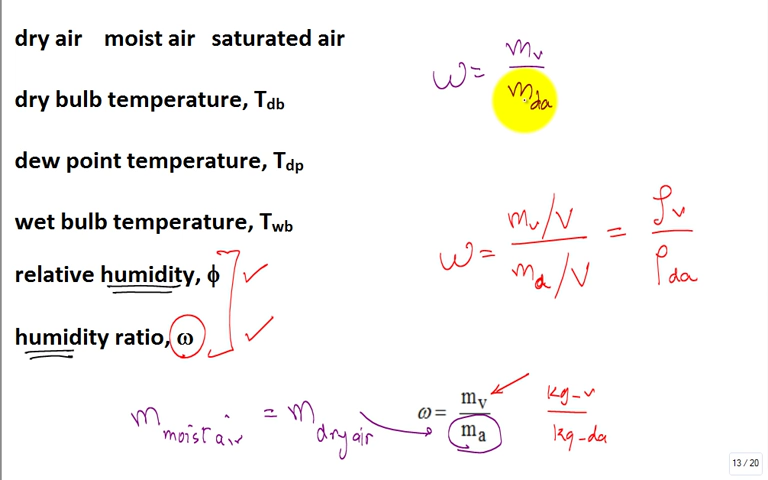 dry air moist air saturated air
ω = m_v / m_da
dry bulb temperature, T_db
dew point temperature, T_dp
wet bulb temperature, T_wb
ω = (m_v/V) / (m_a/V) = ρ_v / ρ_da
relative humidity, ϕ
humidity ratio, ω
m_moist air = m_dry air
ω = m_v / m_a
kg-v / kg-da
13 / 20